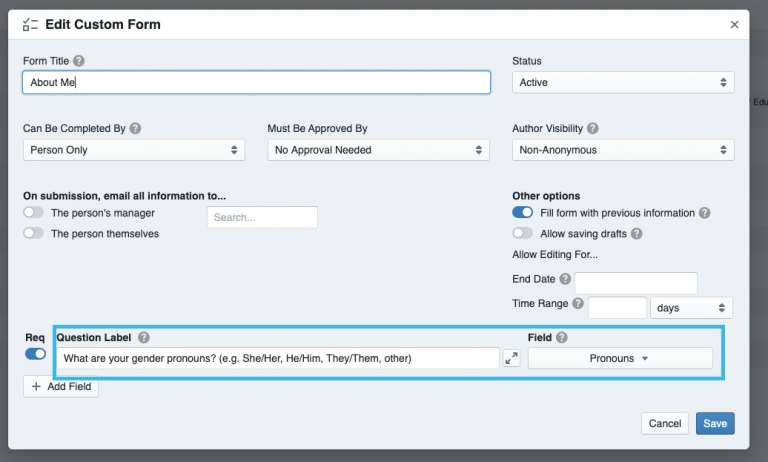 Edit Custom Form
Form Title
Status
About Me
Active
Can Be Completed By
Must Be Approved By
Author Visibility
Person Only
No Approval Needed
Non-Anonymous
On submission, email all information to...
Other options
The person's manager
Search...
Fill form with previous information
The person themselves
Allow saving drafts
Allow Editing For...
End Date
Time Range
days
Req
Question Label
Field
What are your gender pronouns? (e.g. She/Her, He/Him, They/Them, other)
Pronouns
+ Add Field
Cancel
Save
Edu